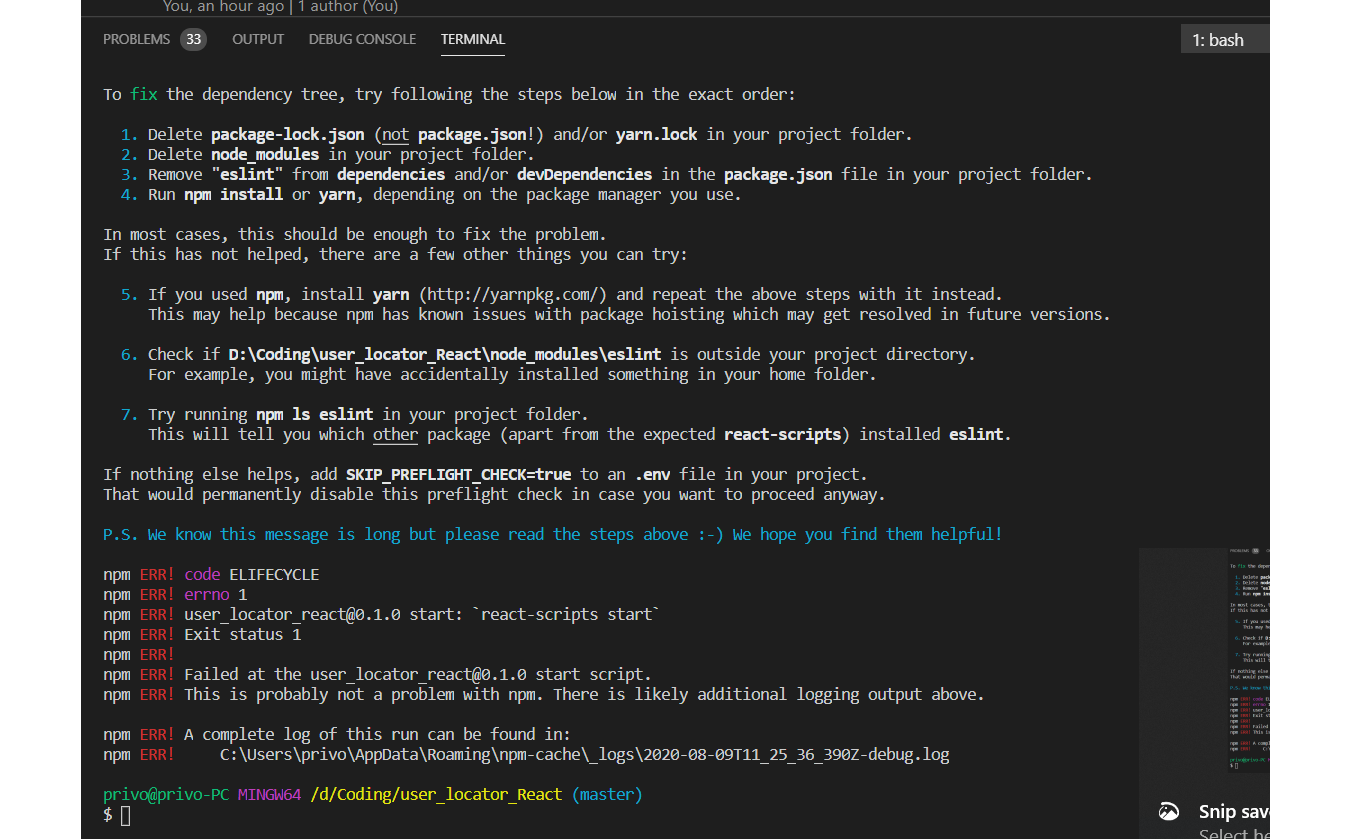 You, an hour ago | 1 author (You)
PROBLEMS 33 OUTPUT DEBUG CONSOLE TERMINAL 1: bash
To fix the dependency tree, try following the steps below in the exact order:
1. Delete package-lock.json (not package.json!) and/or yarn.lock in your project folder.
2. Delete node_modules in your project folder.
3. Remove "eslint" from dependencies and/or devDependencies in the package.json file in your project folder.
4. Run npm install or yarn, depending on the package manager you use.
In most cases, this should be enough to fix the problem.
If this has not helped, there are a few other things you can try:
5. If you used npm, install yarn (http://yarnpkg.com/) and repeat the above steps with it instead.
This may help because npm has known issues with package hoisting which may get resolved in future versions.
6. Check if D:\Coding\user_locator_React\node_modules\eslint is outside your project directory.
For example, you might have accidentally installed something in your home folder.
7. Try running npm ls eslint in your project folder.
This will tell you which other package (apart from the expected react-scripts) installed eslint.
If nothing else helps, add SKIP_PREFLIGHT_CHECK=true to an .env file in your project.
That would permanently disable this preflight check in case you want to proceed anyway.
P.S. We know this message is long but please read the steps above :-) We hope you find them helpful!
npm ERR! code ELIFECYCLE
npm ERR! errno 1
npm ERR! user_locator_react@0.1.0 start: `react-scripts start`
npm ERR! Exit status 1
npm ERR!
npm ERR! Failed at the user_locator_react@0.1.0 start script.
npm ERR! This is probably not a problem with npm. There is likely additional logging output above.
npm ERR! A complete log of this run can be found in:
npm ERR! C:\Users\privo\AppData\Roaming\npm-cache\_logs\2020-08-09T11_25_36_390Z-debug.log
privo@privo-PC MINGW64 /d/Coding/user_locator_React (master)
$
Snip sav
Select he